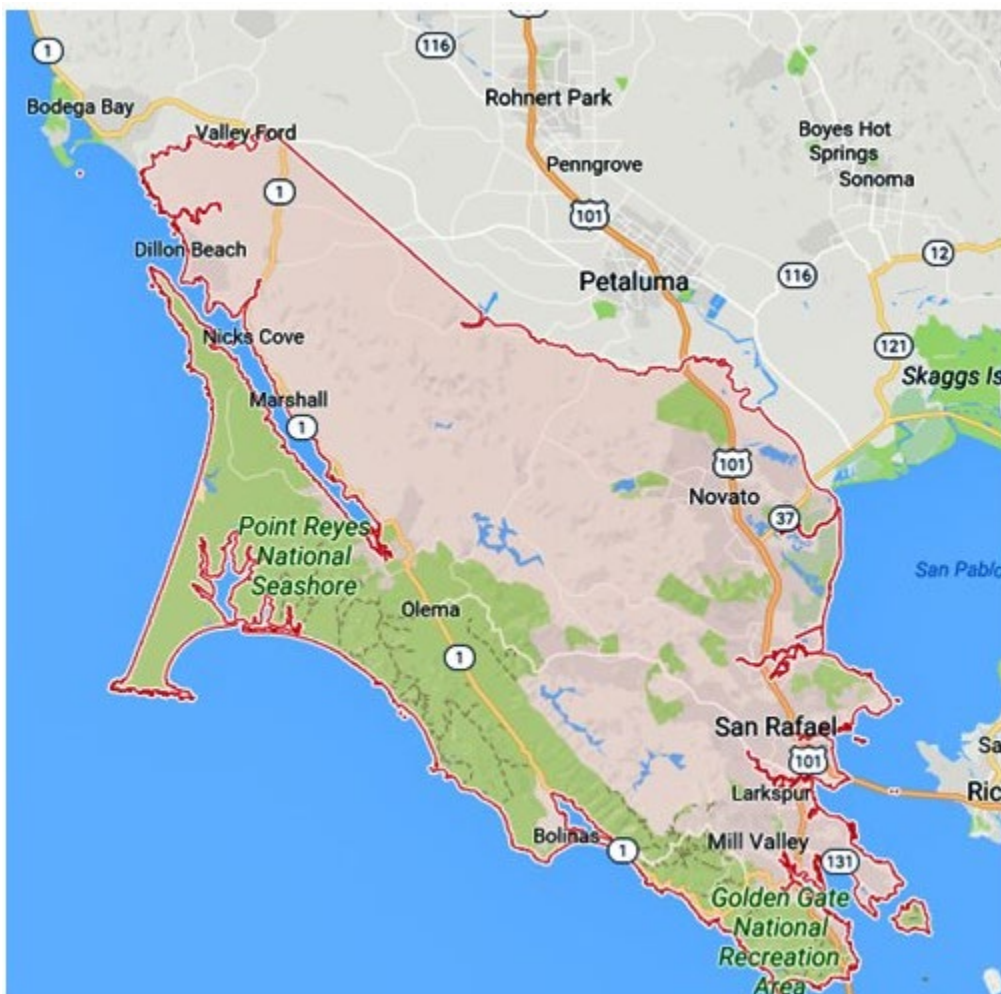 1
116
Bodega Bay
Rohnert Park
Valley Ford
Boyes Hot
Springs
Sonoma
Penngrove
1
101
Dillon Beach
12
Petaluma
116
Nicks Cove
121
Skaggs Is
Marshall
1
101
Novato
37
Point Reyes
National
Seashore
San Pablo
Olema
1
San Rafael
Sa
101
Ric
Larkspur
Bolinas
1
Mill Valley
131
Golden Gate
National
Recreation
Area